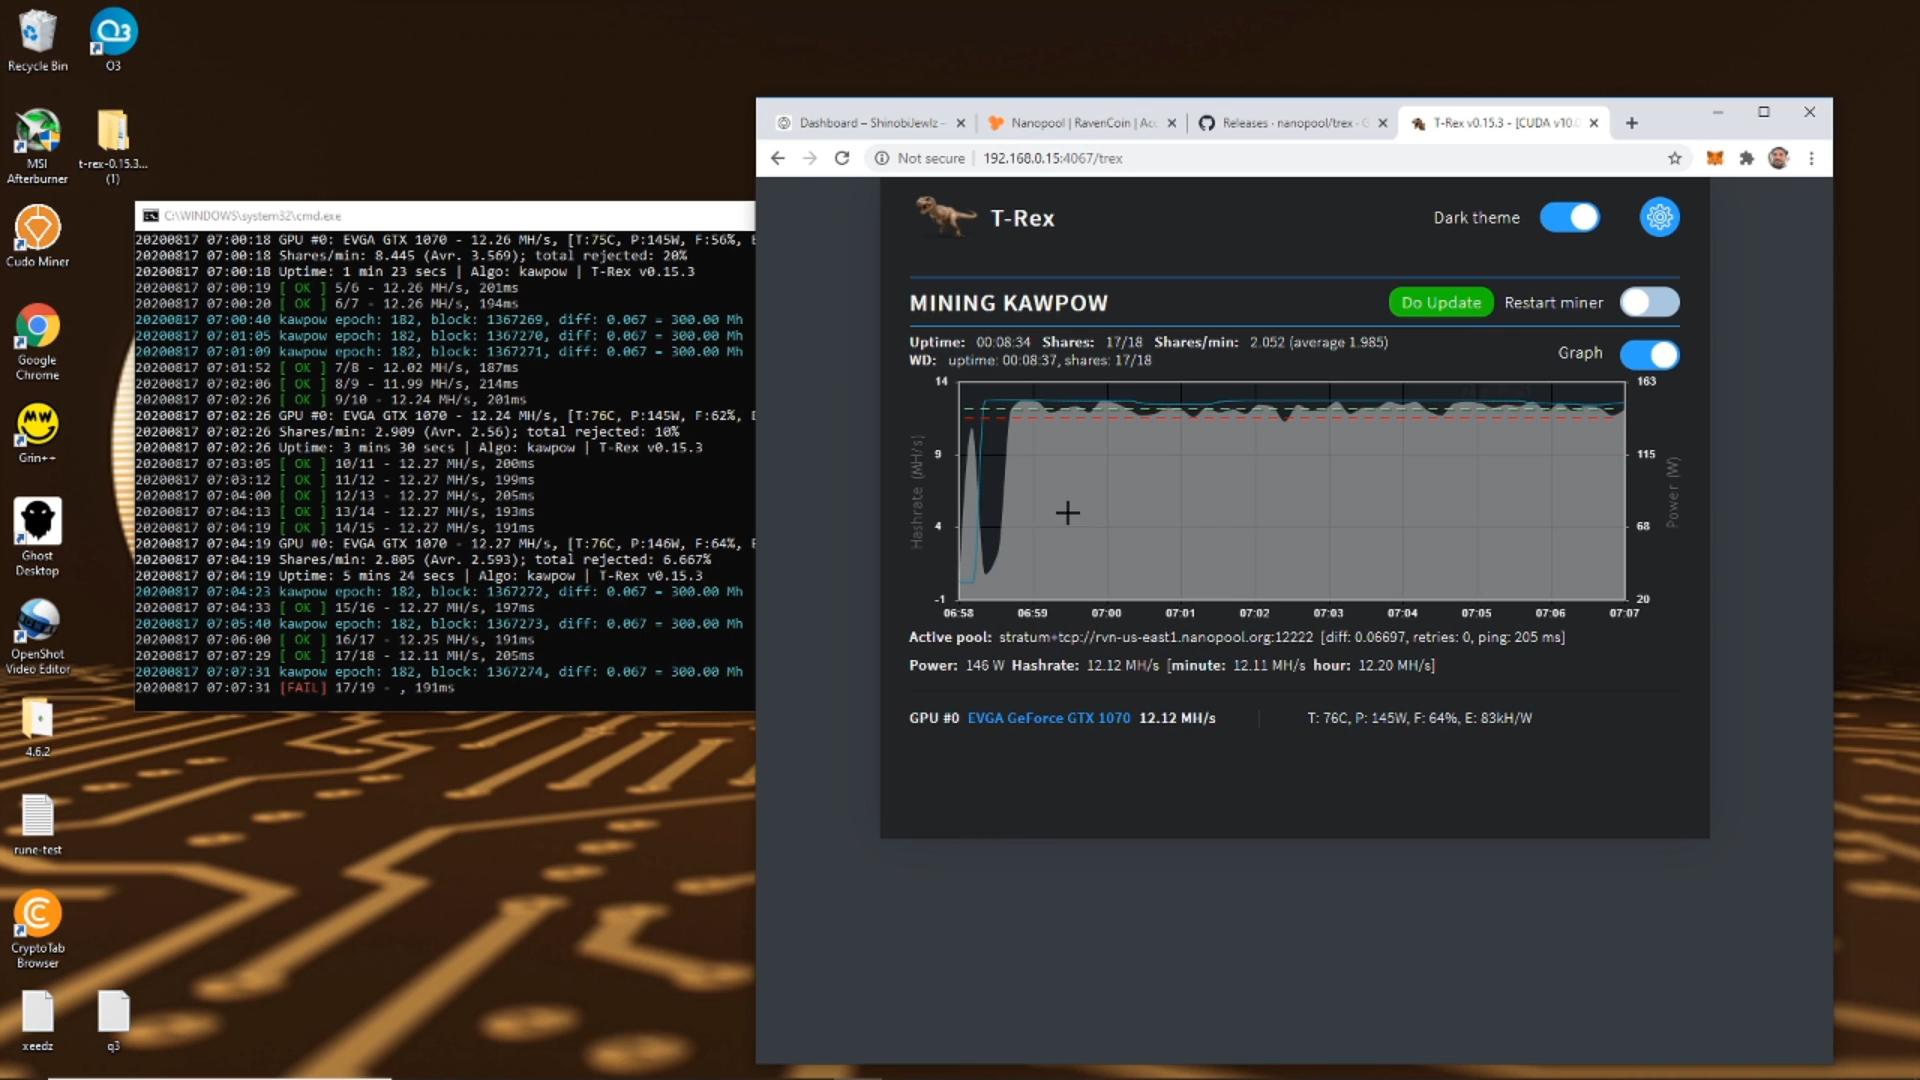 Recycle Bin
O3
MSI Afterburner
t-rex-0.15.3... (1)
Cudo Miner
Google Chrome
MW
Grin++
Ghost Desktop
OpenShot Video Editor
4.6.2
rune-test
CryptoTab Browser
xeedz
q3
C:\WINDOWS\system32\cmd.exe
20200817 07:00:18 GPU #0: EVGA GTX 1070 - 12.26 MH/s, [T:75C, P:145W, F:56%,
20200817 07:00:18 Shares/min: 8.445 (Avr. 3.569); total rejected: 20%
20200817 07:00:18 Uptime: 1 min 23 secs | Algo: kawpow | T-Rex v0.15.3
20200817 07:00:19 [ OK ] 5/6 - 12.26 MH/s, 201ms
20200817 07:00:20 [ OK ] 6/7 - 12.26 MH/s, 194ms
20200817 07:00:40 kawpow epoch: 182, block: 1367269, diff: 0.067 = 300.00 Mh
20200817 07:01:05 kawpow epoch: 182, block: 1367270, diff: 0.067 = 300.00 Mh
20200817 07:01:09 kawpow epoch: 182, block: 1367271, diff: 0.067 = 300.00 Mh
20200817 07:01:52 [ OK ] 7/8 - 12.02 MH/s, 187ms
20200817 07:02:06 [ OK ] 8/9 - 11.99 MH/s, 214ms
20200817 07:02:26 [ OK ] 9/10 - 12.24 MH/s, 201ms
20200817 07:02:26 GPU #0: EVGA GTX 1070 - 12.24 MH/s, [T:76C, P:145W, F:62%,
20200817 07:02:26 Shares/min: 2.909 (Avr. 2.56); total rejected: 10%
20200817 07:02:26 Uptime: 3 mins 30 secs | Algo: kawpow | T-Rex v0.15.3
20200817 07:03:05 [ OK ] 10/11 - 12.27 MH/s, 200ms
20200817 07:03:12 [ OK ] 11/12 - 12.27 MH/s, 199ms
20200817 07:04:00 [ OK ] 12/13 - 12.27 MH/s, 205ms
20200817 07:04:13 [ OK ] 13/14 - 12.27 MH/s, 193ms
20200817 07:04:19 [ OK ] 14/15 - 12.27 MH/s, 191ms
20200817 07:04:19 GPU #0: EVGA GTX 1070 - 12.27 MH/s, [T:76C, P:146W, F:64%,
20200817 07:04:19 Shares/min: 2.805 (Avr. 2.593); total rejected: 6.667%
20200817 07:04:19 Uptime: 5 mins 24 secs | Algo: kawpow | T-Rex v0.15.3
20200817 07:04:23 kawpow epoch: 182, block: 1367272, diff: 0.067 = 300.00 Mh
20200817 07:04:33 [ OK ] 15/16 - 12.27 MH/s, 197ms
20200817 07:05:40 kawpow epoch: 182, block: 1367273, diff: 0.067 = 300.00 Mh
20200817 07:06:00 [ OK ] 16/17 - 12.25 MH/s, 191ms
20200817 07:07:29 [ OK ] 17/18 - 12.11 MH/s, 205ms
20200817 07:07:31 kawpow epoch: 182, block: 1367274, diff: 0.067 = 300.00 Mh
20200817 07:07:31 [FAIL] 17/19 - , 191ms
Dashboard – ShinobiJewlz –
Nanopool | RavenCoin | Acc
Releases · nanopool/trex ·
T-Rex v0.15.3 - [CUDA v10.0
Not secure | 192.168.0.15:4067/trex
T-Rex
Dark theme
MINING KAWPOW
Do Update
Restart miner
Uptime: 00:08:34 Shares: 17/18 Shares/min: 2.052 (average 1.985)
WD: uptime: 00:08:37, shares: 17/18
Graph
14
9
4
-1
Hashrate (MH/s)
163
115
68
20
Power (W)
06:58 06:59 07:00 07:01 07:02 07:03 07:04 07:05 07:06 07:07
Active pool: stratum+tcp://rvn-us-east1.nanopool.org:12222 [diff: 0.06697, retries: 0, ping: 205 ms]
Power: 146 W Hashrate: 12.12 MH/s [minute: 12.11 MH/s hour: 12.20 MH/s]
GPU #0 EVGA GeForce GTX 1070 12.12 MH/s
T: 76C, P: 145W, F: 64%, E: 83kH/W